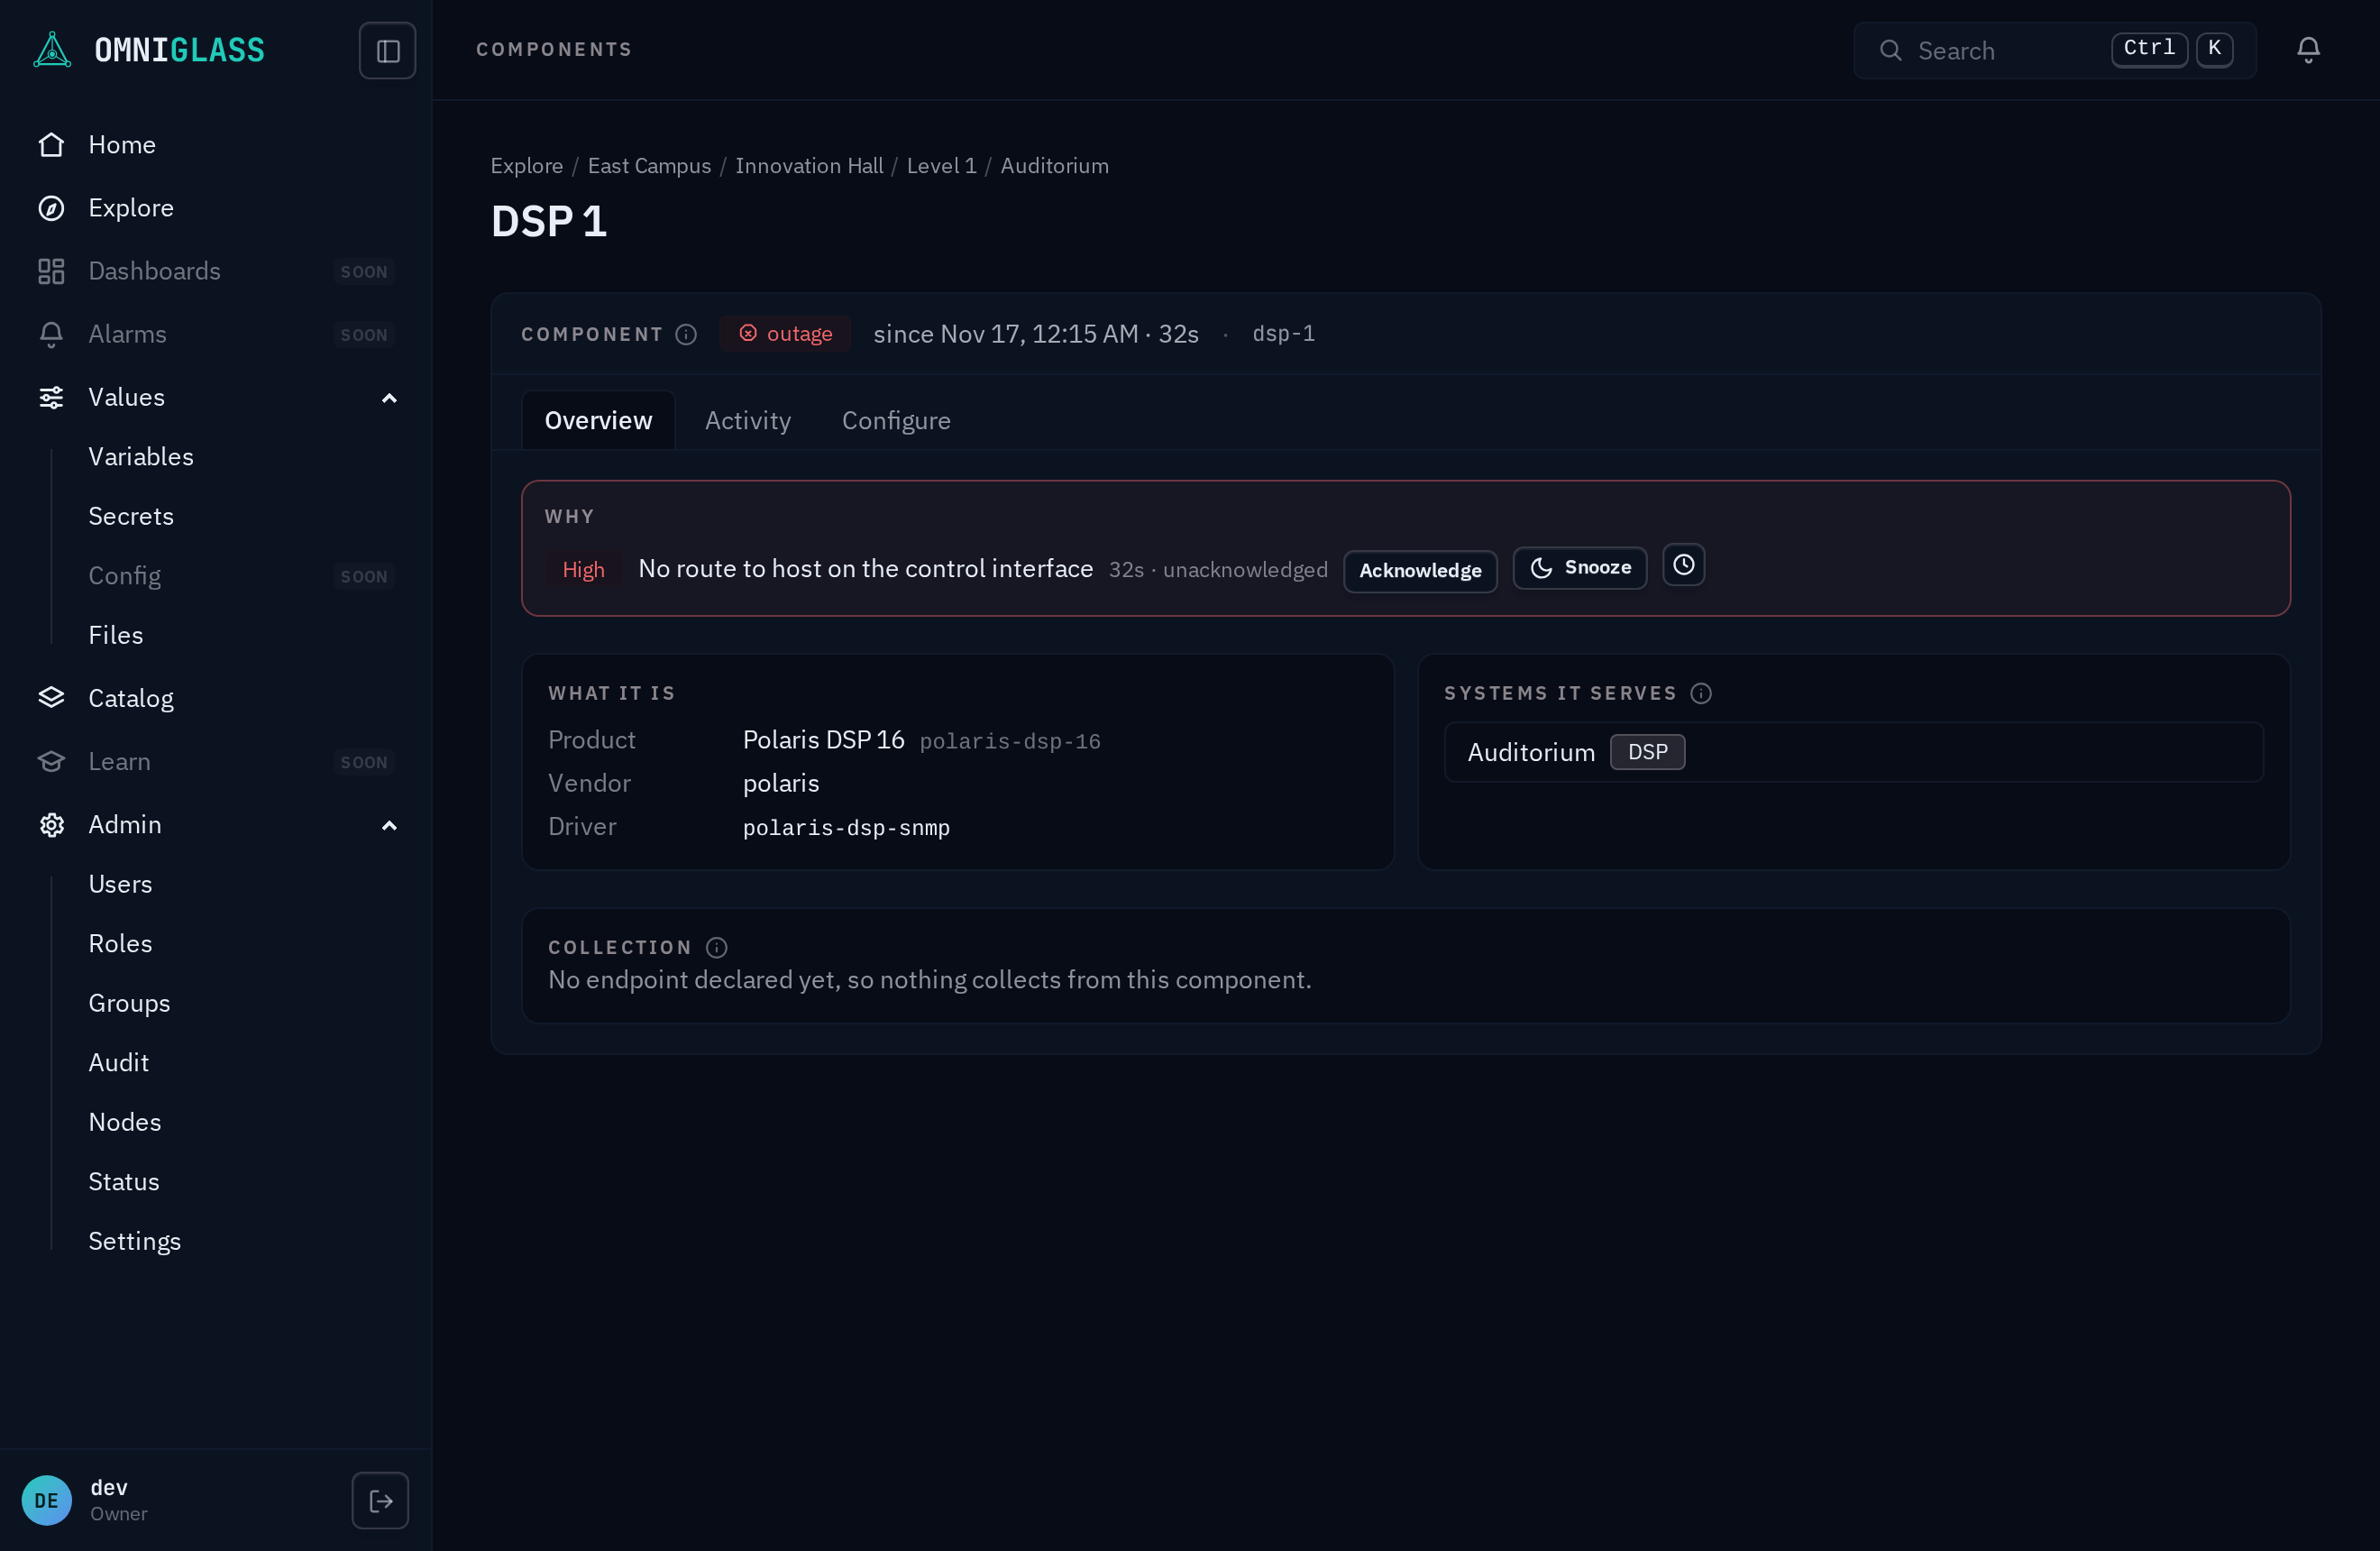 OMNIGLASS
COMPONENTS
Search Ctrl K
Home
Explore
Dashboards SOON
Alarms SOON
Values
Variables
Secrets
Config SOON
Files
Catalog
Learn SOON
Admin
Users
Roles
Groups
Audit
Nodes
Status
Settings
DE
dev
Owner
Explore / East Campus / Innovation Hall / Level 1 / Auditorium
DSP 1
COMPONENT outage since Nov 17, 12:15 AM · 32s · dsp-1
Overview Activity Configure
WHY
High No route to host on the control interface 32s · unacknowledged Acknowledge Snooze
WHAT IT IS
Product Polaris DSP 16 polaris-dsp-16
Vendor polaris
Driver polaris-dsp-snmp
SYSTEMS IT SERVES
Auditorium DSP
COLLECTION
No endpoint declared yet, so nothing collects from this component.